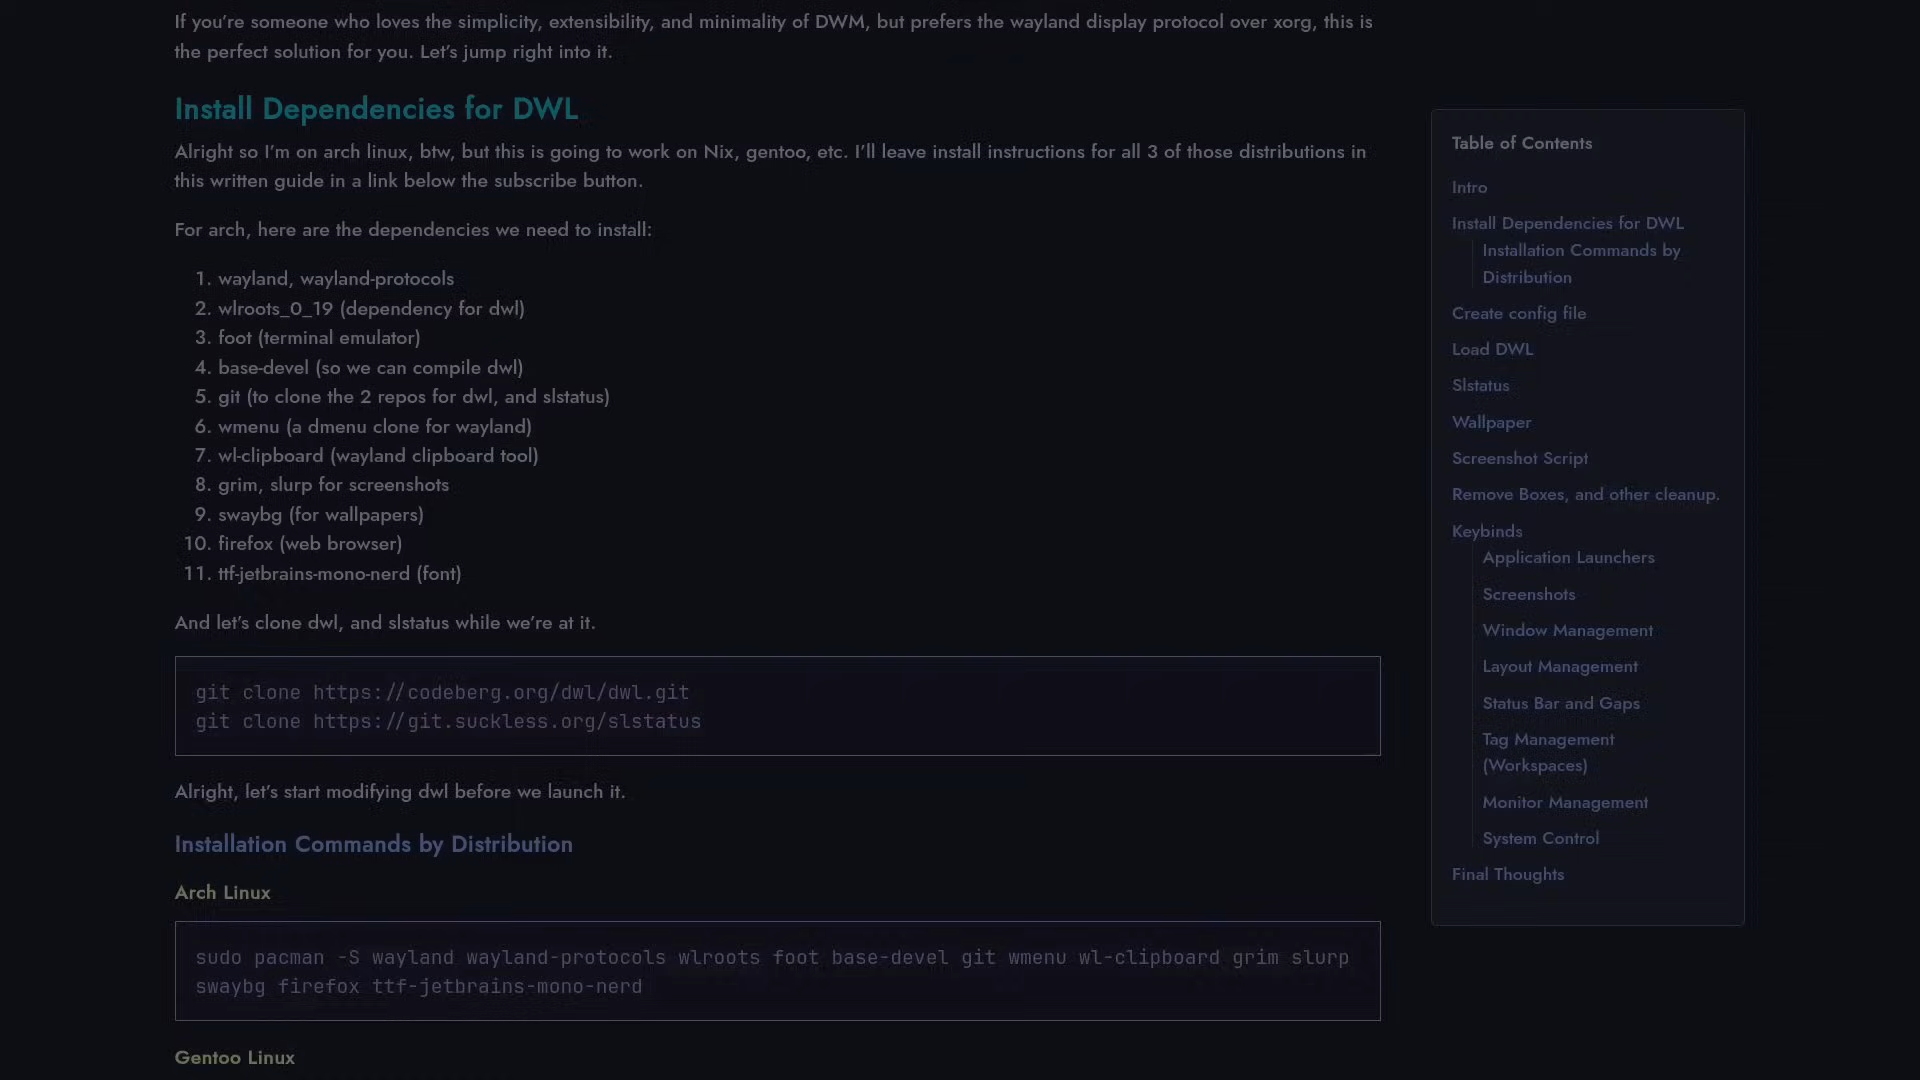 If you're someone who loves the simplicity, extensibility, and minimality of DWM, but prefers the wayland display protocol over xorg, this is
the perfect solution for you. Let's jump right into it.
Install Dependencies for DWL
Alright so I'm on arch linux, btw, but this is going to work on Nix, gentoo, etc. I'll leave install instructions for all 3 of those distributions in
this written guide in a link below the subscribe button.
For arch, here are the dependencies we need to install:
1. wayland, wayland-protocols
2. wlroots_0_19 (dependency for dwl)
3. foot (terminal emulator)
4. base-devel (so we can compile dwl)
5. git (to clone the 2 repos for dwl, and slstatus)
6. wmenu (a dmenu clone for wayland)
7. wl-clipboard (wayland clipboard tool)
8. grim, slurp for screenshots
9. swaybg (for wallpapers)
10. firefox (web browser)
11. ttf-jetbrains-mono-nerd (font)
And let's clone dwl, and slstatus while we're at it.
git clone https://codeberg.org/dwl/dwl.git
git clone https://git.suckless.org/slstatus
Alright, let's start modifying dwl before we launch it.
Installation Commands by Distribution
Arch Linux
sudo pacman -S wayland wayland-protocols wlroots foot base-devel git wmenu wl-clipboard grim slurp
swaybg firefox ttf-jetbrains-mono-nerd
Gentoo Linux
Table of Contents
Intro
Install Dependencies for DWL
Installation Commands by
Distribution
Create config file
Load DWL
Slstatus
Wallpaper
Screenshot Script
Remove Boxes, and other cleanup.
Keybinds
Application Launchers
Screenshots
Window Management
Layout Management
Status Bar and Gaps
Tag Management
(Workspaces)
Monitor Management
System Control
Final Thoughts